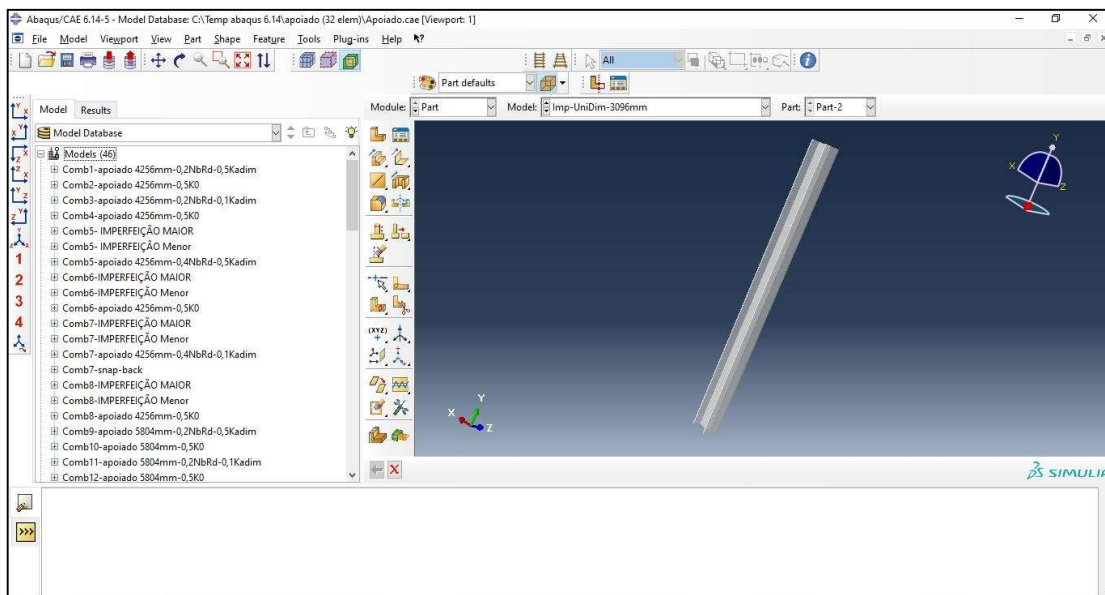 Abaqus/CAE 6.14-5 - Model Database: C:\Temp abaqus 6.14\apoiado (32 elem)\Apoiado.cae [Viewport: 1]
File Model Viewport View Part Shape Feature Tools Plug-ins Help
All
Part defaults
Model Results
Module: Part Model: Imp-UniDim-3096mm Part: Part-2
Model Database
Models (46)
Comb1-apoiado 4256mm-0,2NbRd-0,5Kadim
Comb2-apoiado 4256mm-0,5K0
Comb3-apoiado 4256mm-0,2NbRd-0,1Kadim
Comb4-apoiado 4256mm-0,5K0
Comb5- IMPERFEIÇÃO MAIOR
Comb5- IMPERFEIÇÃO Menor
Comb5-apoiado 4256mm-0,4NbRd-0,5Kadim
Comb6-IMPERFEIÇÃO MAIOR
Comb6-IMPERFEIÇÃO Menor
Comb6-apoiado 4256mm-0,5K0
Comb7-IMPERFEIÇÃO MAIOR
Comb7-IMPERFEIÇÃO Menor
Comb7-apoiado 4256mm-0,4NbRd-0,1Kadim
Comb7-snap-back
Comb8-IMPERFEIÇÃO MAIOR
Comb8-IMPERFEIÇÃO Menor
Comb8-apoiado 4256mm-0,5K0
Comb9-apoiado 5804mm-0,2NbRd-0,5Kadim
Comb10-apoiado 5804mm-0,5K0
Comb11-apoiado 5804mm-0,2NbRd-0,1Kadim
Comb12-apoiado 5804mm-0,5K0
1
2
3
4
(XYZ)
Y
X
Z
Y
X
Z
SIMULIA
>>>